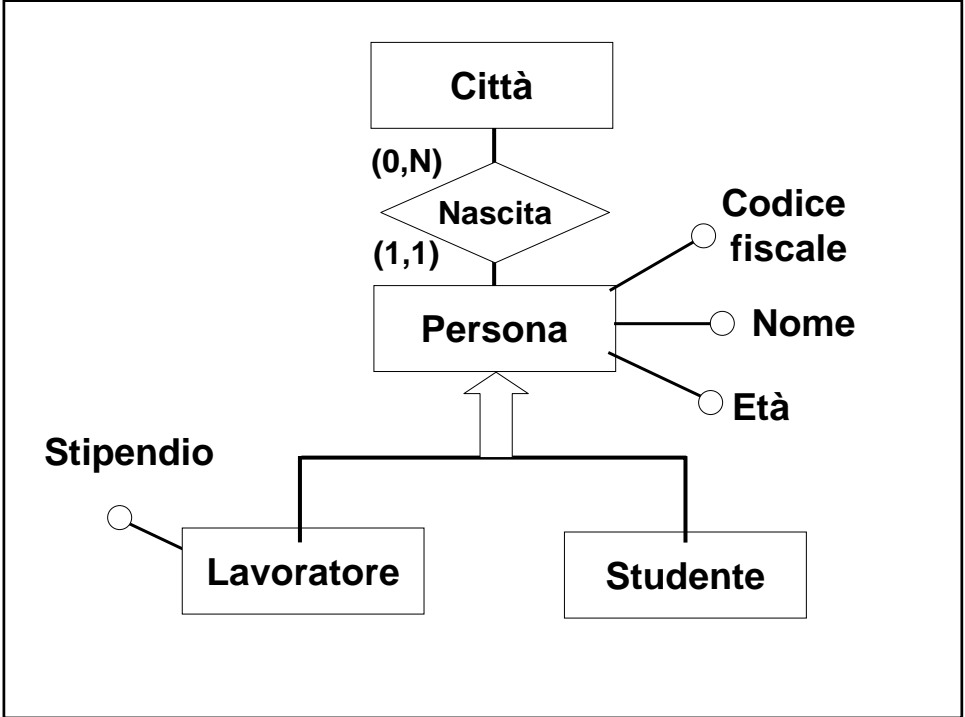 Città
(0,N)
Nascita
(1,1)
Codice
fiscale
Persona
Nome
Età
Stipendio
Lavoratore
Studente